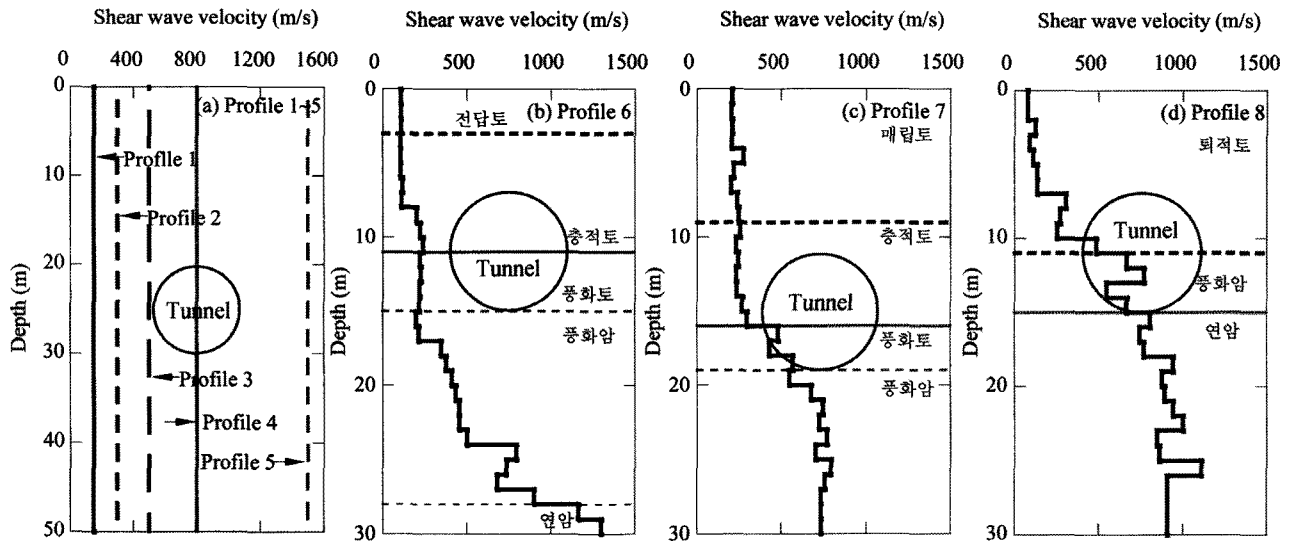 Shear wave velocity (m/s)
0 400 800 1200 1600
0
10
20
30
40
50
Depth (m)
(a) Profile 1~5
Proflle 1
Profile 2
Tunnel
Profile 3
Profile 4
Profile 5
Shear wave velocity (m/s)
0 500 1000 1500
0
10
20
30
Depth (m)
(b) Profile 6
전답토
충적토
Tunnel
풍화토
풍화암
연암
Shear wave velocity (m/s)
0 500 1000 1500
0
10
20
30
Depth (m)
(c) Profile 7
매립토
충적토
Tunnel
풍화토
풍화암
Shear wave velocity (m/s)
0 500 1000 1500
0
10
20
30
Depth (m)
(d) Profile 8
퇴적토
Tunnel
풍화암
연암